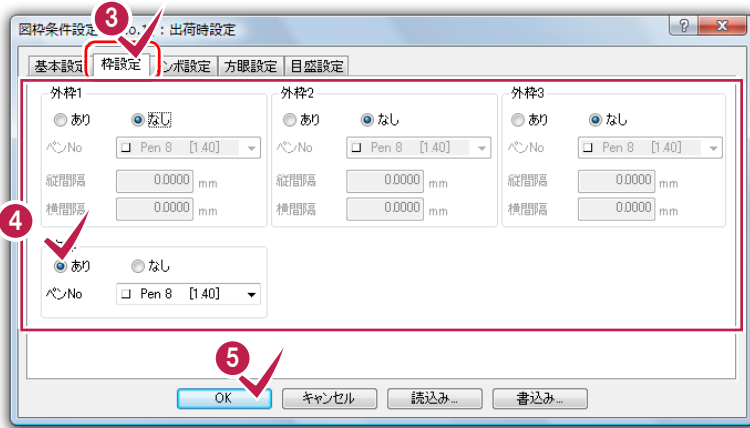 3
図枠条件設定 o.1 : 出荷時設定
基本設定 枠設定 ンボ設定 方眼設定 目盛設定
外枠1 外枠2 外枠3
あり なし あり なし あり なし
ペンNo Pen 8 [1.40] ペンNo Pen 8 [1.40] ペンNo Pen 8 [1.40]
縦間隔 0.0000 mm 縦間隔 0.0000 mm 縦間隔 0.0000 mm
横間隔 0.0000 mm 横間隔 0.0000 mm 横間隔 0.0000 mm
4
あり なし
ペンNo Pen 8 [1.40]
5
OK キャンセル 読込み... 書込み...